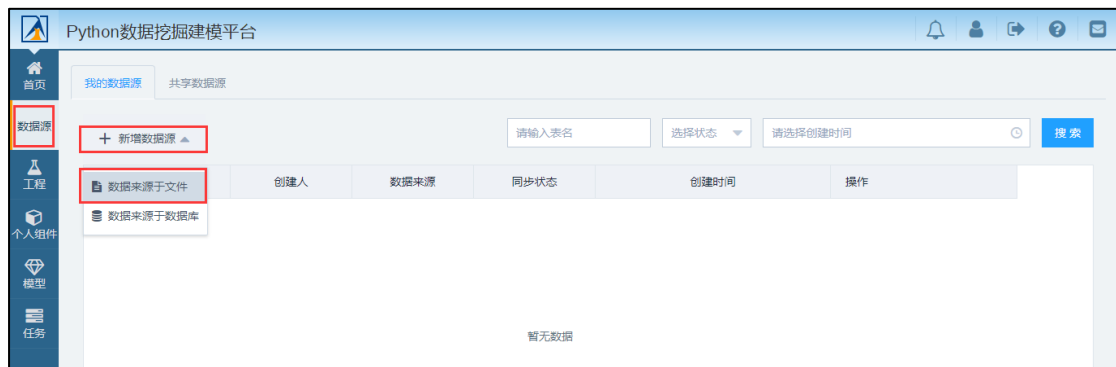 Python数据挖掘建模平台
首页
数据源
工程
个人组件
模型
任务
我的数据源 共享数据源
新增数据源 请输入表名 选择状态 请选择创建时间 搜索
数据来源于文件 创建人 数据来源 同步状态 创建时间 操作
数据来源于数据库
暂无数据